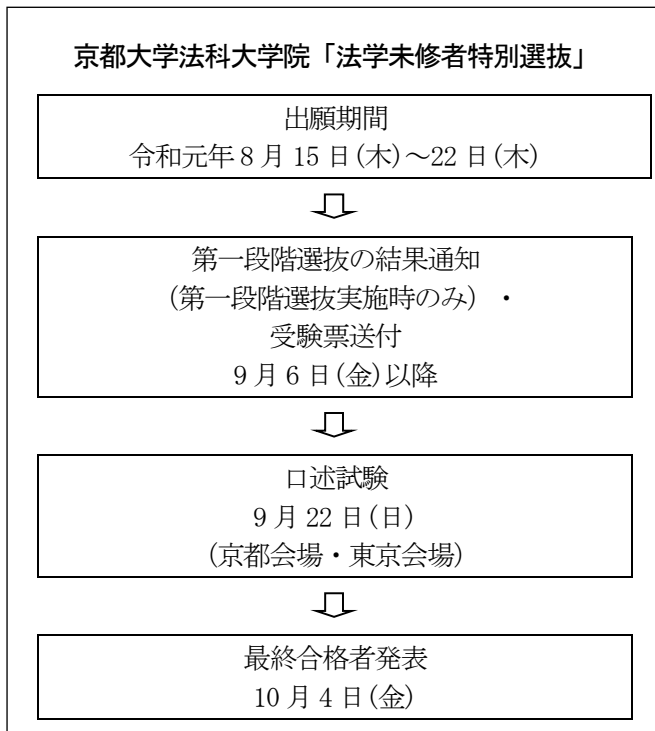 京都大学法科大学院「法学未修者特別選抜」
出願期間
令和元年8月15日(木)～22日(木)
第一段階選抜の結果通知
(第一段階選抜実施時のみ)・
受験票送付
9月6日(金)以降
口述試験
9月22日(日)
(京都会場・東京会場)
最終合格者発表
10月4日(金)